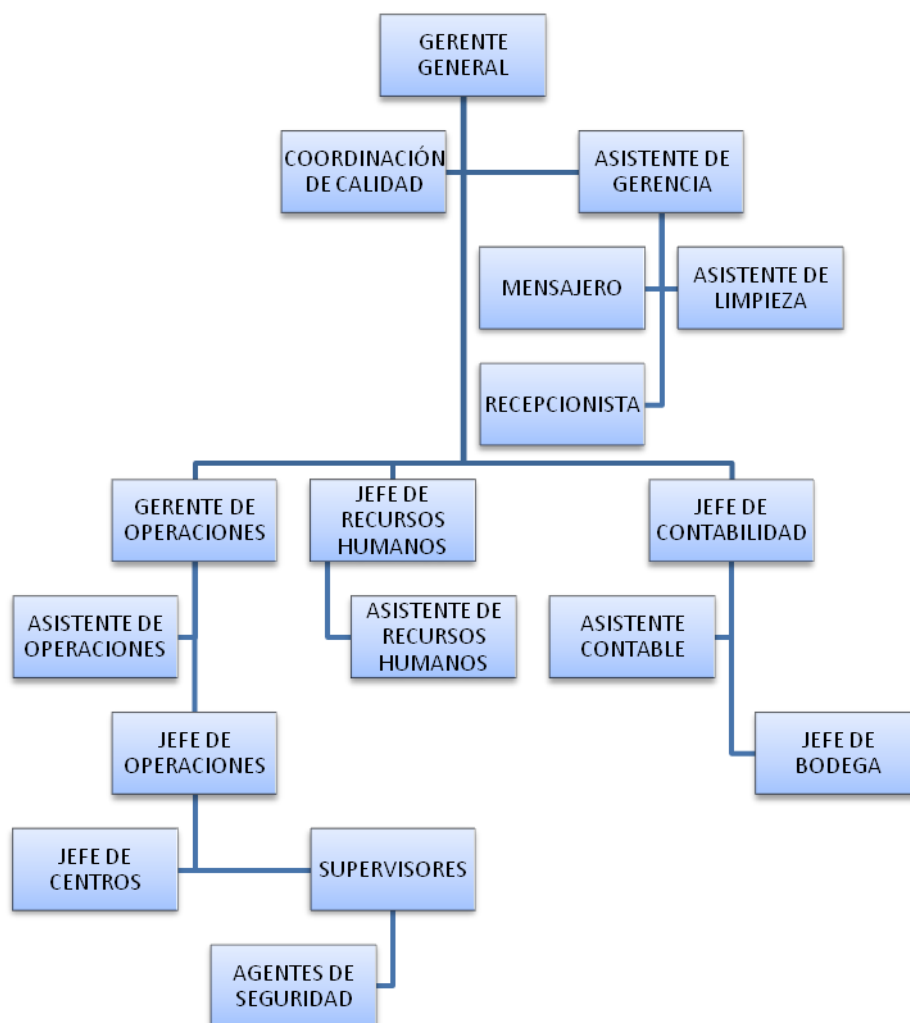 GERENTE
GENERAL
COORDINACIÓN
DE CALIDAD
ASISTENTE DE
GERENCIA
MENSAJERO
ASISTENTE DE
LIMPIEZA
RECEPCIONISTA
GERENTE DE
OPERACIONES
JEFE DE
RECURSOS
HUMANOS
JEFE DE
CONTABILIDAD
ASISTENTE DE
OPERACIONES
ASISTENTE DE
RECURSOS
HUMANOS
ASISTENTE
CONTABLE
JEFE DE
OPERACIONES
JEFE DE
BODEGA
JEFE DE
CENTROS
SUPERVISORES
AGENTES DE
SEGURIDAD